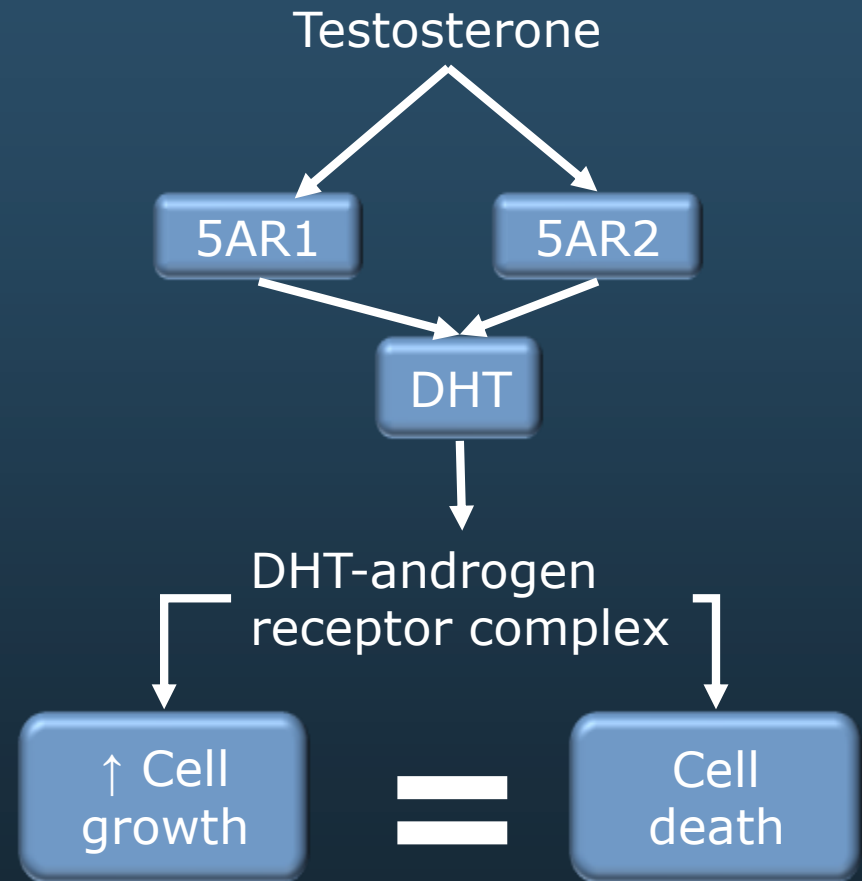 Testosterone
5AR1
5AR2
DHT
DHT-androgen
receptor complex
↑ Cell
growth
=
Cell
death